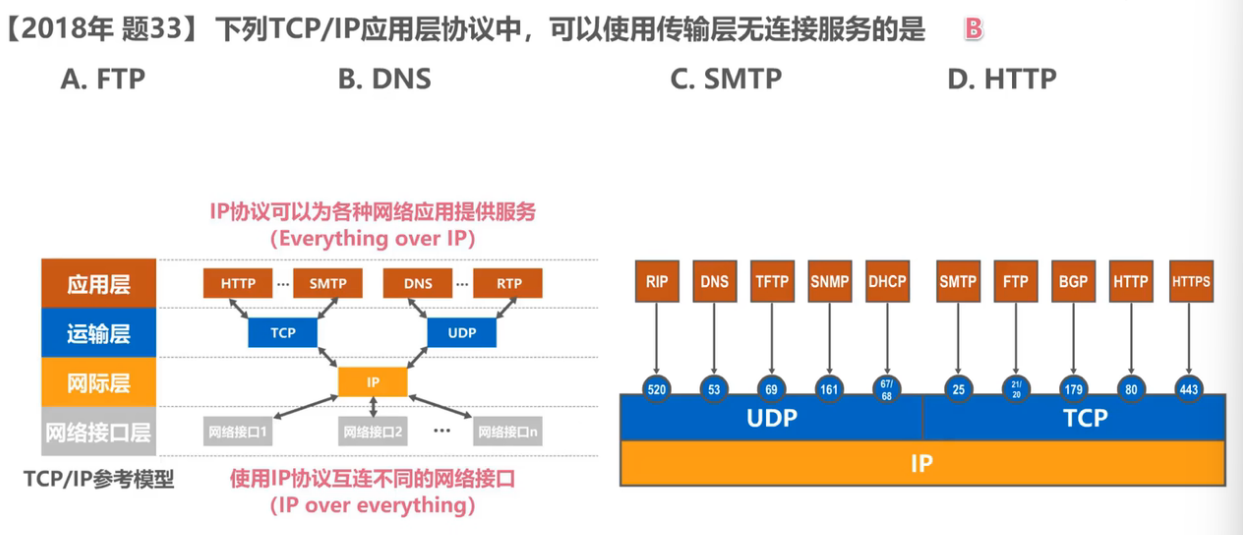 【2018年 题33】 下列TCP/IP应用层协议中，可以使用传输层无连接服务的是 B
A. FTP B. DNS C. SMTP D. HTTP
IP协议可以为各种网络应用提供服务
（Everything over IP）
应用层 HTTP ... SMTP DNS ... RTP
运输层 TCP UDP
网际层 IP
网络接口层 网络接口1 网络接口2 ... 网络接口n
TCP/IP参考模型
使用IP协议互连不同的网络接口
（IP over everything）
RIP DNS TFTP SNMP DHCP SMTP FTP BGP HTTP HTTPS
520 53 69 161 67/68 25 21/20 179 80 443
UDP TCP
IP